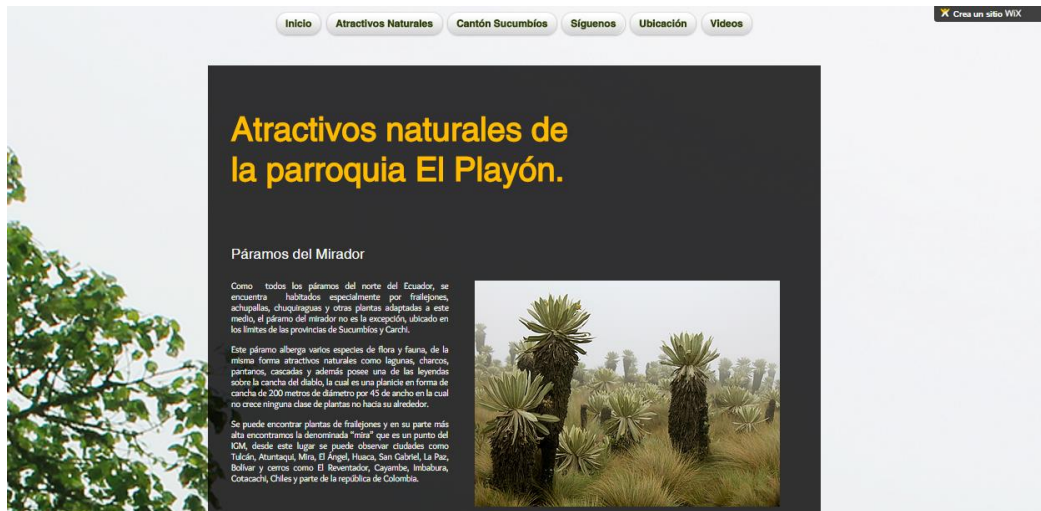 Inicio
Atractivos Naturales
Cantón Sucumbíos
Síguenos
Ubicación
Videos
Crea un sitio WiX
Atractivos naturales de
la parroquia El Playón.
Páramos del Mirador
Como todos los páramos del norte del Ecuador, se
encuentra habitados especialmente por frailejones,
achupallas, chuquiraguas y otras plantas adaptadas a este
medio, el páramo del mirador no es la excepción, ubicado en
los límites de las provincias de Sucumbíos y Carchi.
Este páramo alberga varios especies de flora y fauna, de la
misma forma atractivos naturales como lagunas, charcos,
pantanos, cascadas y además posee una de las leyendas
sobre la cancha del diablo, la cual es una planicie en forma de
cancha de 200 metros de diámetro por 45 de ancho en la cual
no crece ninguna clase de plantas no hacia su alrededor.
Se puede encontrar plantas de frailejones y en su parte más
alta encontramos la denominada "mira" que es un punto del
IGM, desde este lugar se puede observar ciudades como
Tulcán, Atuntaqui, Mira, El Ángel, Huaca, San Gabriel, La Paz,
Bolívar y cerros como El Reventador, Cayambe, Imbabura,
Cotacachi, Chiles y parte de la república de Colombia.